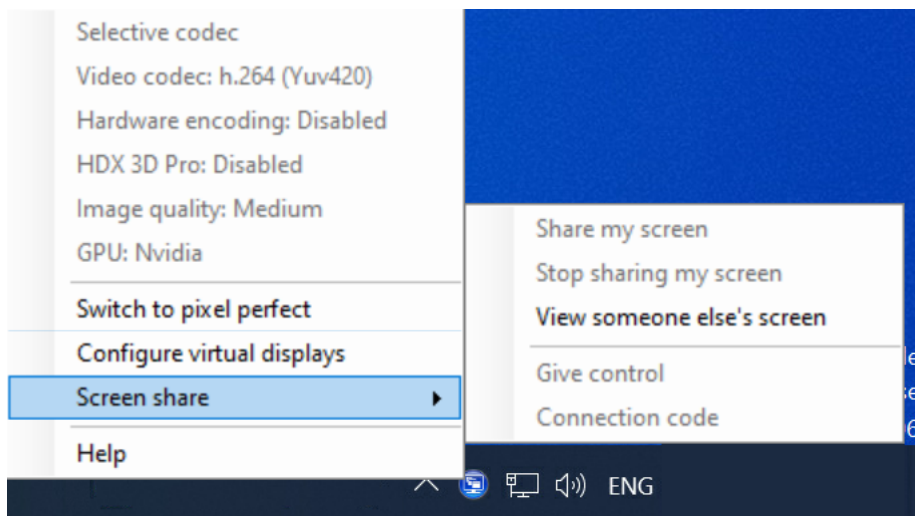 Selective codec
Video codec: h.264 (Yuv420)
Hardware encoding: Disabled
HDX 3D Pro: Disabled
Image quality: Medium
GPU: Nvidia
Switch to pixel perfect
Configure virtual displays
Screen share
Help
Share my screen
Stop sharing my screen
View someone else's screen
Give control
Connection code
ENG